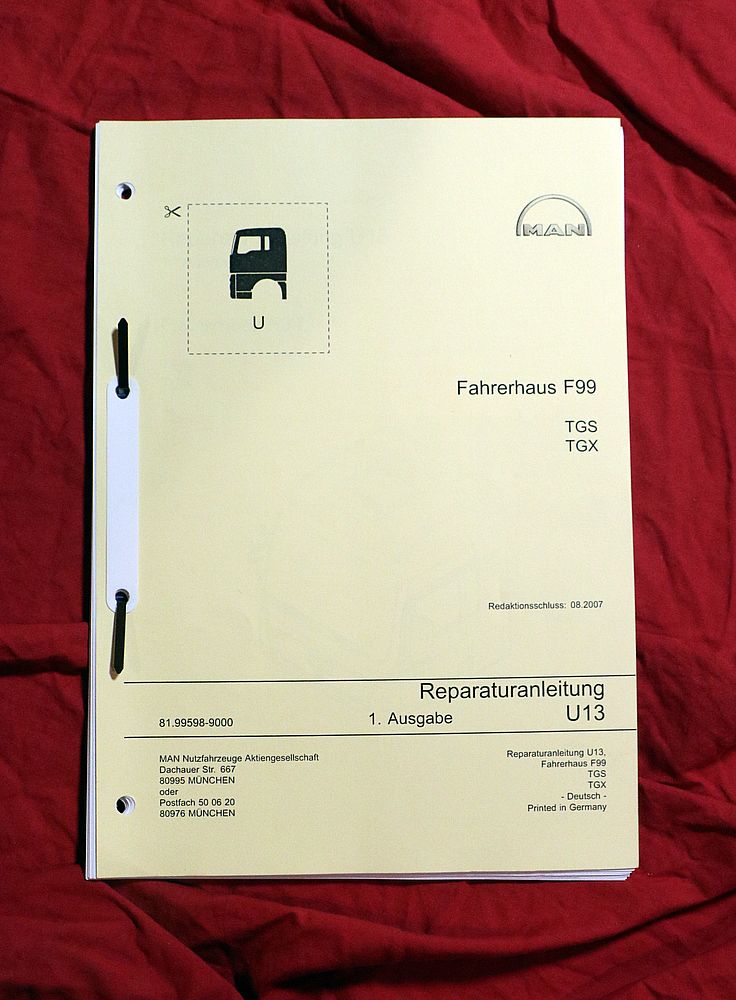 MAN
U
Fahrerhaus F99
TGS
TGX
Redaktionsschluss: 08.2007
Reparaturanleitung
81.99598-9000 1. Ausgabe U13
MAN Nutzfahrzeuge Aktiengesellschaft
Dachauer Str. 667
80995 MÜNCHEN
oder
Postfach 50 06 20
80976 MÜNCHEN
Reparaturanleitung U13,
Fahrerhaus F99
TGS
TGX
- Deutsch -
Printed in Germany